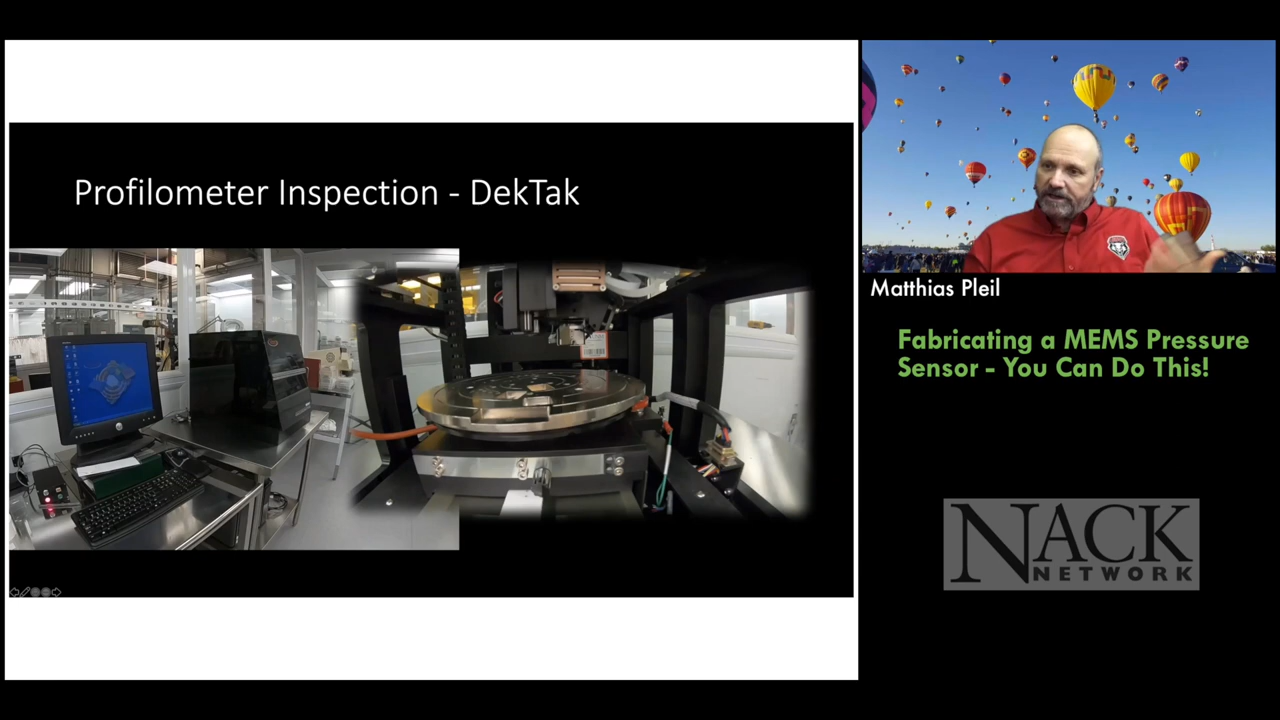 Profilometer Inspection - DekTak
Matthias Pleil
Fabricating a MEMS Pressure
Sensor - You Can Do This!
NACK
NETWORK